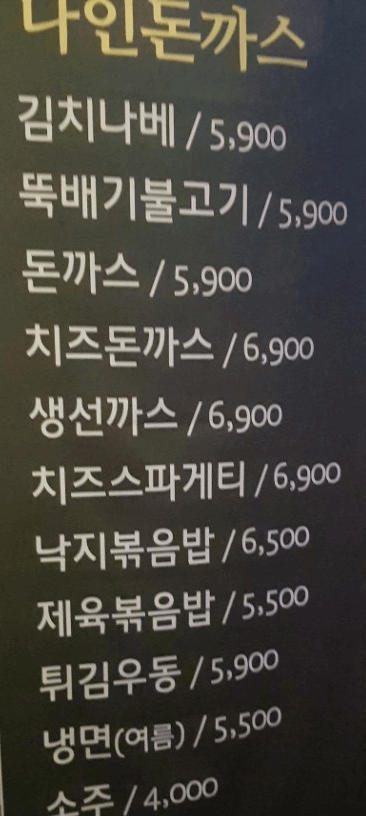 나인돈까스
김치나베 / 5,900
뚝배기불고기 / 5,900
돈까스 / 5,900
치즈돈까스 / 6,900
생선까스 / 6,900
치즈스파게티 / 6,900
낙지볶음밥 / 6,500
제육볶음밥 / 5,500
튀김우동 / 5,900
냉면(여름) / 5,500
소주 / 4,000